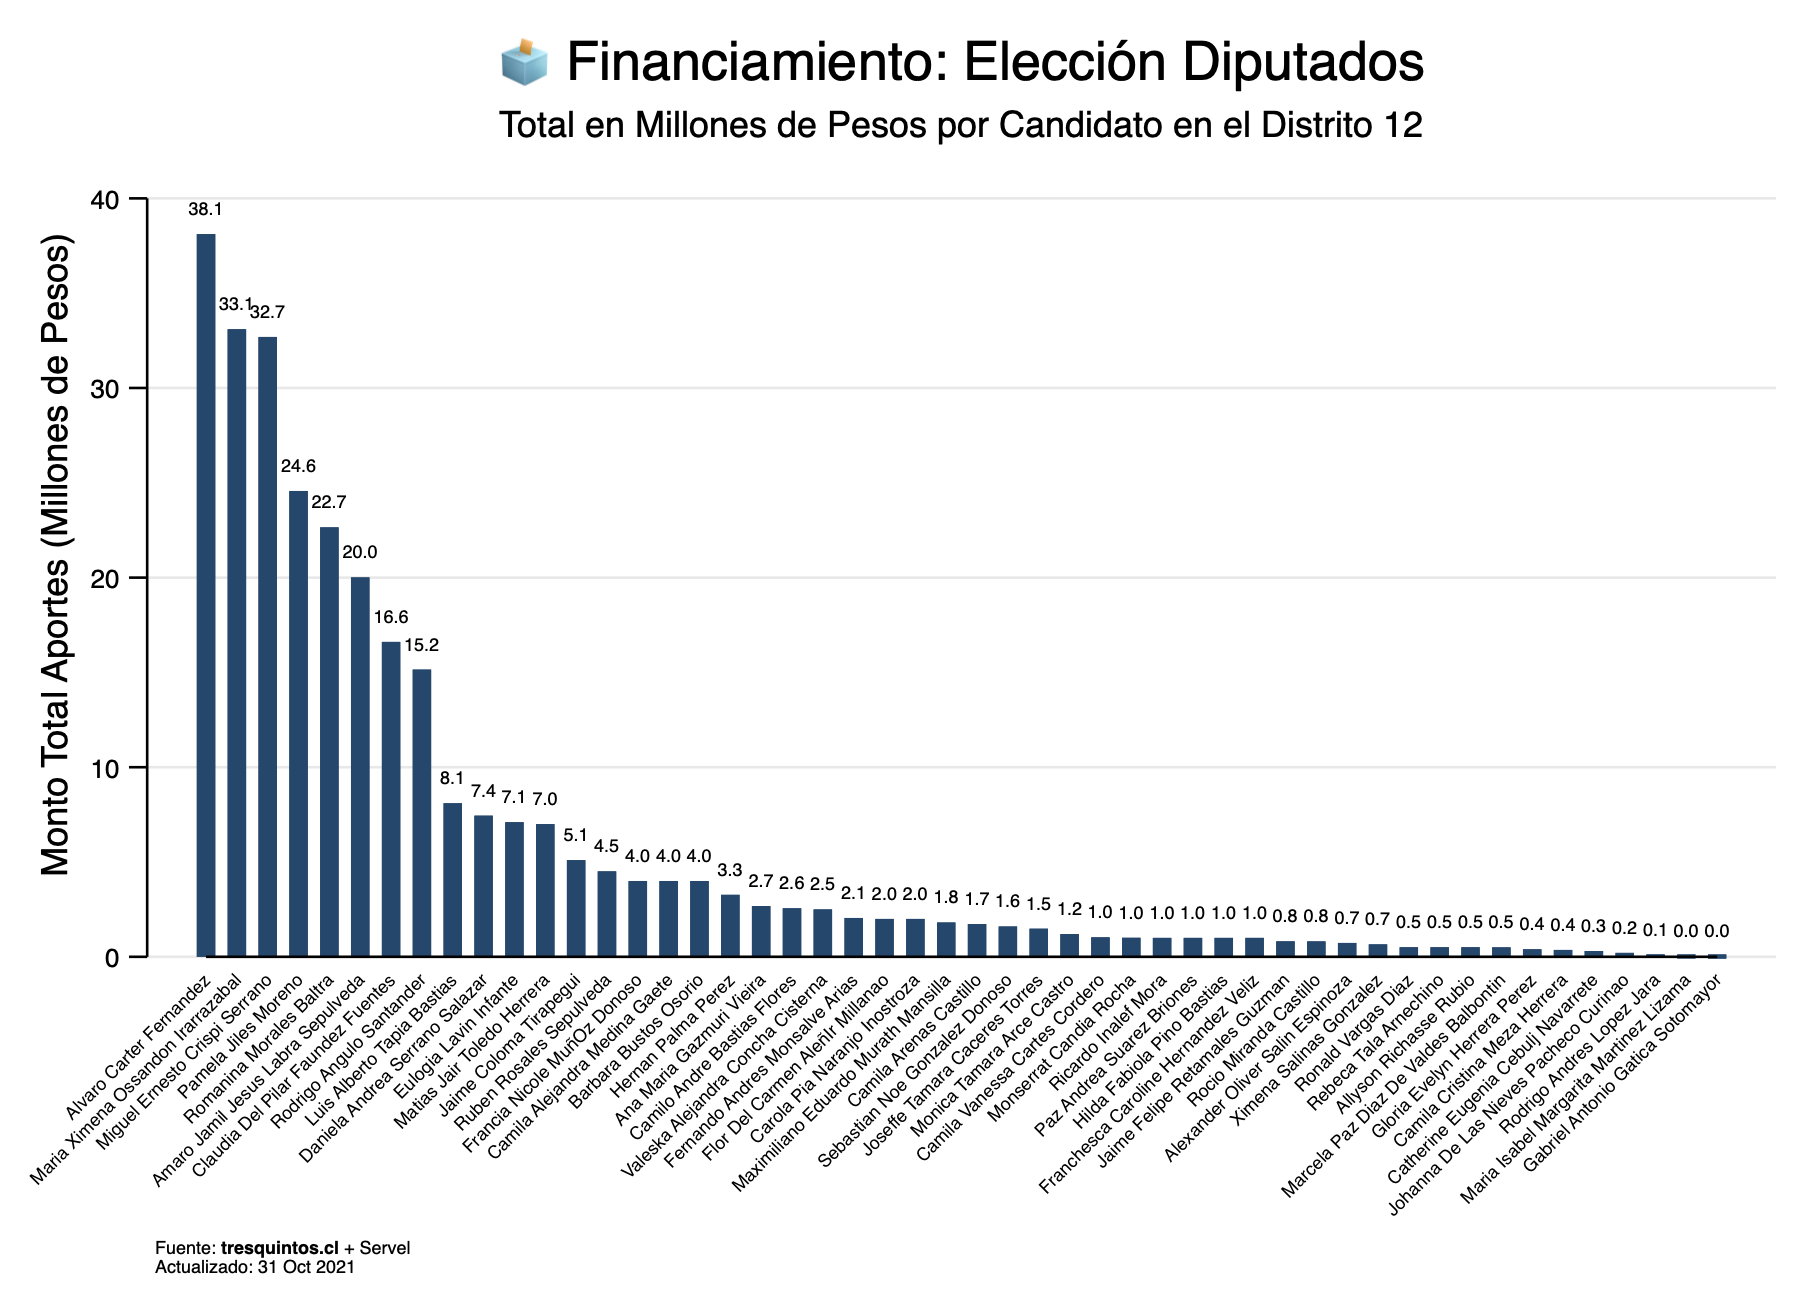 Financiamiento: Elección Diputados
Total en Millones de Pesos por Candidato en el Distrito 12
Monto Total Aportes (Millones de Pesos)
40
30
20
10
0
38.1
33.1
32.7
24.6
22.7
20.0
16.6
15.2
8.1
7.4
7.1
7.0
5.1
4.5
4.0
4.0
4.0
3.3
2.7
2.6
2.5
2.1
2.0
2.0
1.8
1.7
1.6
1.5
1.2
1.0
1.0
1.0
1.0
1.0
1.0
0.8
0.8
0.7
0.7
0.5
0.5
0.5
0.5
0.4
0.4
0.3
0.2
0.1
0.0
0.0
Alvaro Carter Fernandez
Maria Ximena Ossandon Irarrazabal
Miguel Ernesto Crispi Serrano
Pamela Jiles Moreno
Romanina Morales Baltra
Amaro Jamil Jesus Labra Sepulveda
Claudia Del Pilar Faundez Fuentes
Rodrigo Angulo Santander
Luis Alberto Tapia Bastias
Daniela Andrea Serrano Salazar
Eulogia Lavin Infante
Matias Jair Toledo Herrera
Jaime Coloma Tirapegui
Ruben Rosales Sepulveda
Francia Nicole MuñOz Donoso
Camila Alejandra Medina Gaete
Barbara Bustos Osorio
Hernan Palma Perez
Ana Maria Gazmuri Vieira
Camilo Andre Bastias Flores
Valeska Alejandra Concha Cisterna
Fernando Andres Monsalve Arias
Flor Del Carmen AleñIr Millanao
Carola Pia Naranjo Inostroza
Maximiliano Eduardo Murath Mansilla
Camila Arenas Castillo
Sebastian Noe Gonzalez Donoso
Joseffe Tamara Caceres Torres
Monica Tamara Arce Castro
Camila Vanessa Cartes Cordero
Monserrat Candia Rocha
Ricardo Inalef Mora
Paz Andrea Suarez Briones
Hilda Fabiola Pino Bastias
Franchesca Caroline Hernandez Veliz
Jaime Felipe Retamales Guzman
Rocio Miranda Castillo
Alexander Oliver Salin Espinoza
Ximena Salinas Gonzalez
Ronald Vargas Diaz
Rebeca Tala Arnechino
Allyson Richasse Rubio
Marcela Paz Diaz De Valdes Balbontin
Gloria Evelyn Herrera Perez
Camila Cristina Meza Herrera
Catherine Eugenia Cebulj Navarrete
Johanna De Las Nieves Pacheco Curinao
Rodrigo Andres Lopez Jara
Maria Isabel Margarita Martinez Lizama
Gabriel Antonio Gatica Sotomayor
Fuente: tresquintos.cl + Servel
Actualizado: 31 Oct 2021